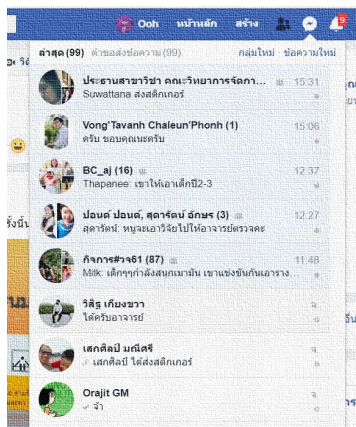 Ooh หน้าหลัก สร้าง 9
ล่าสุด (99) คำขอส่งข้อความ (99) กลุ่มใหม่ ข้อความใหม่
ประธานสาขาวิชา คณะวิทยาการจัดกา... 15:31
Suwattana ส่งสติกเกอร์
Vong'Tavanh Chaleun'Phonh (1) 15:06
ครับ ขอบคุณนะครับ
BC_aj (16) 12:37
Thapanee: เขาให้เอาเด็กปี2-3
ปอนด์ ปอนด์, สุดารัตน์ อักษร (3) 12:27
สุดารัตน์: หนูจะเอาวิจัยไปให้อาจารย์ตรวจคะ
กิจการ#วจ61 (87) 11:48
Milk: เด็กๆกำลังสนุกเมามัน เขาแข่งขันกันเอาราง...
วิสิฐ เกียงขวา จ.
ได้ครับอาจารย์
เสกศิลป์ มณีศรี จ.
เสกศิลป์ ได้ส่งสติกเกอร์
Orajit GM จ.
จ้า